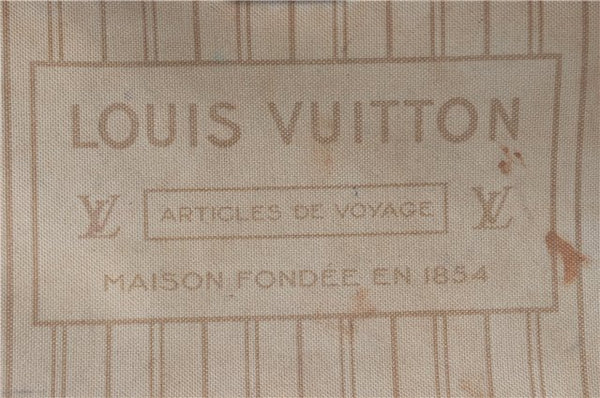 LOUIS VUITTON
LV ARTICLES DE VOYAGE LV
MAISON FONDÉE EN 1854